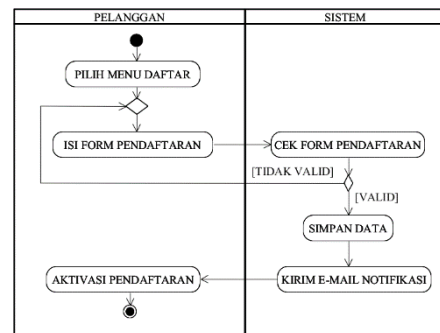 PELANGGAN
SISTEM
PILIH MENU DAFTAR
ISI FORM PENDAFTARAN
CEK FORM PENDAFTARAN
[TIDAK VALID]
[VALID]
SIMPAN DATA
AKTIVASI PENDAFTARAN
KIRIM E-MAIL NOTIFIKASI